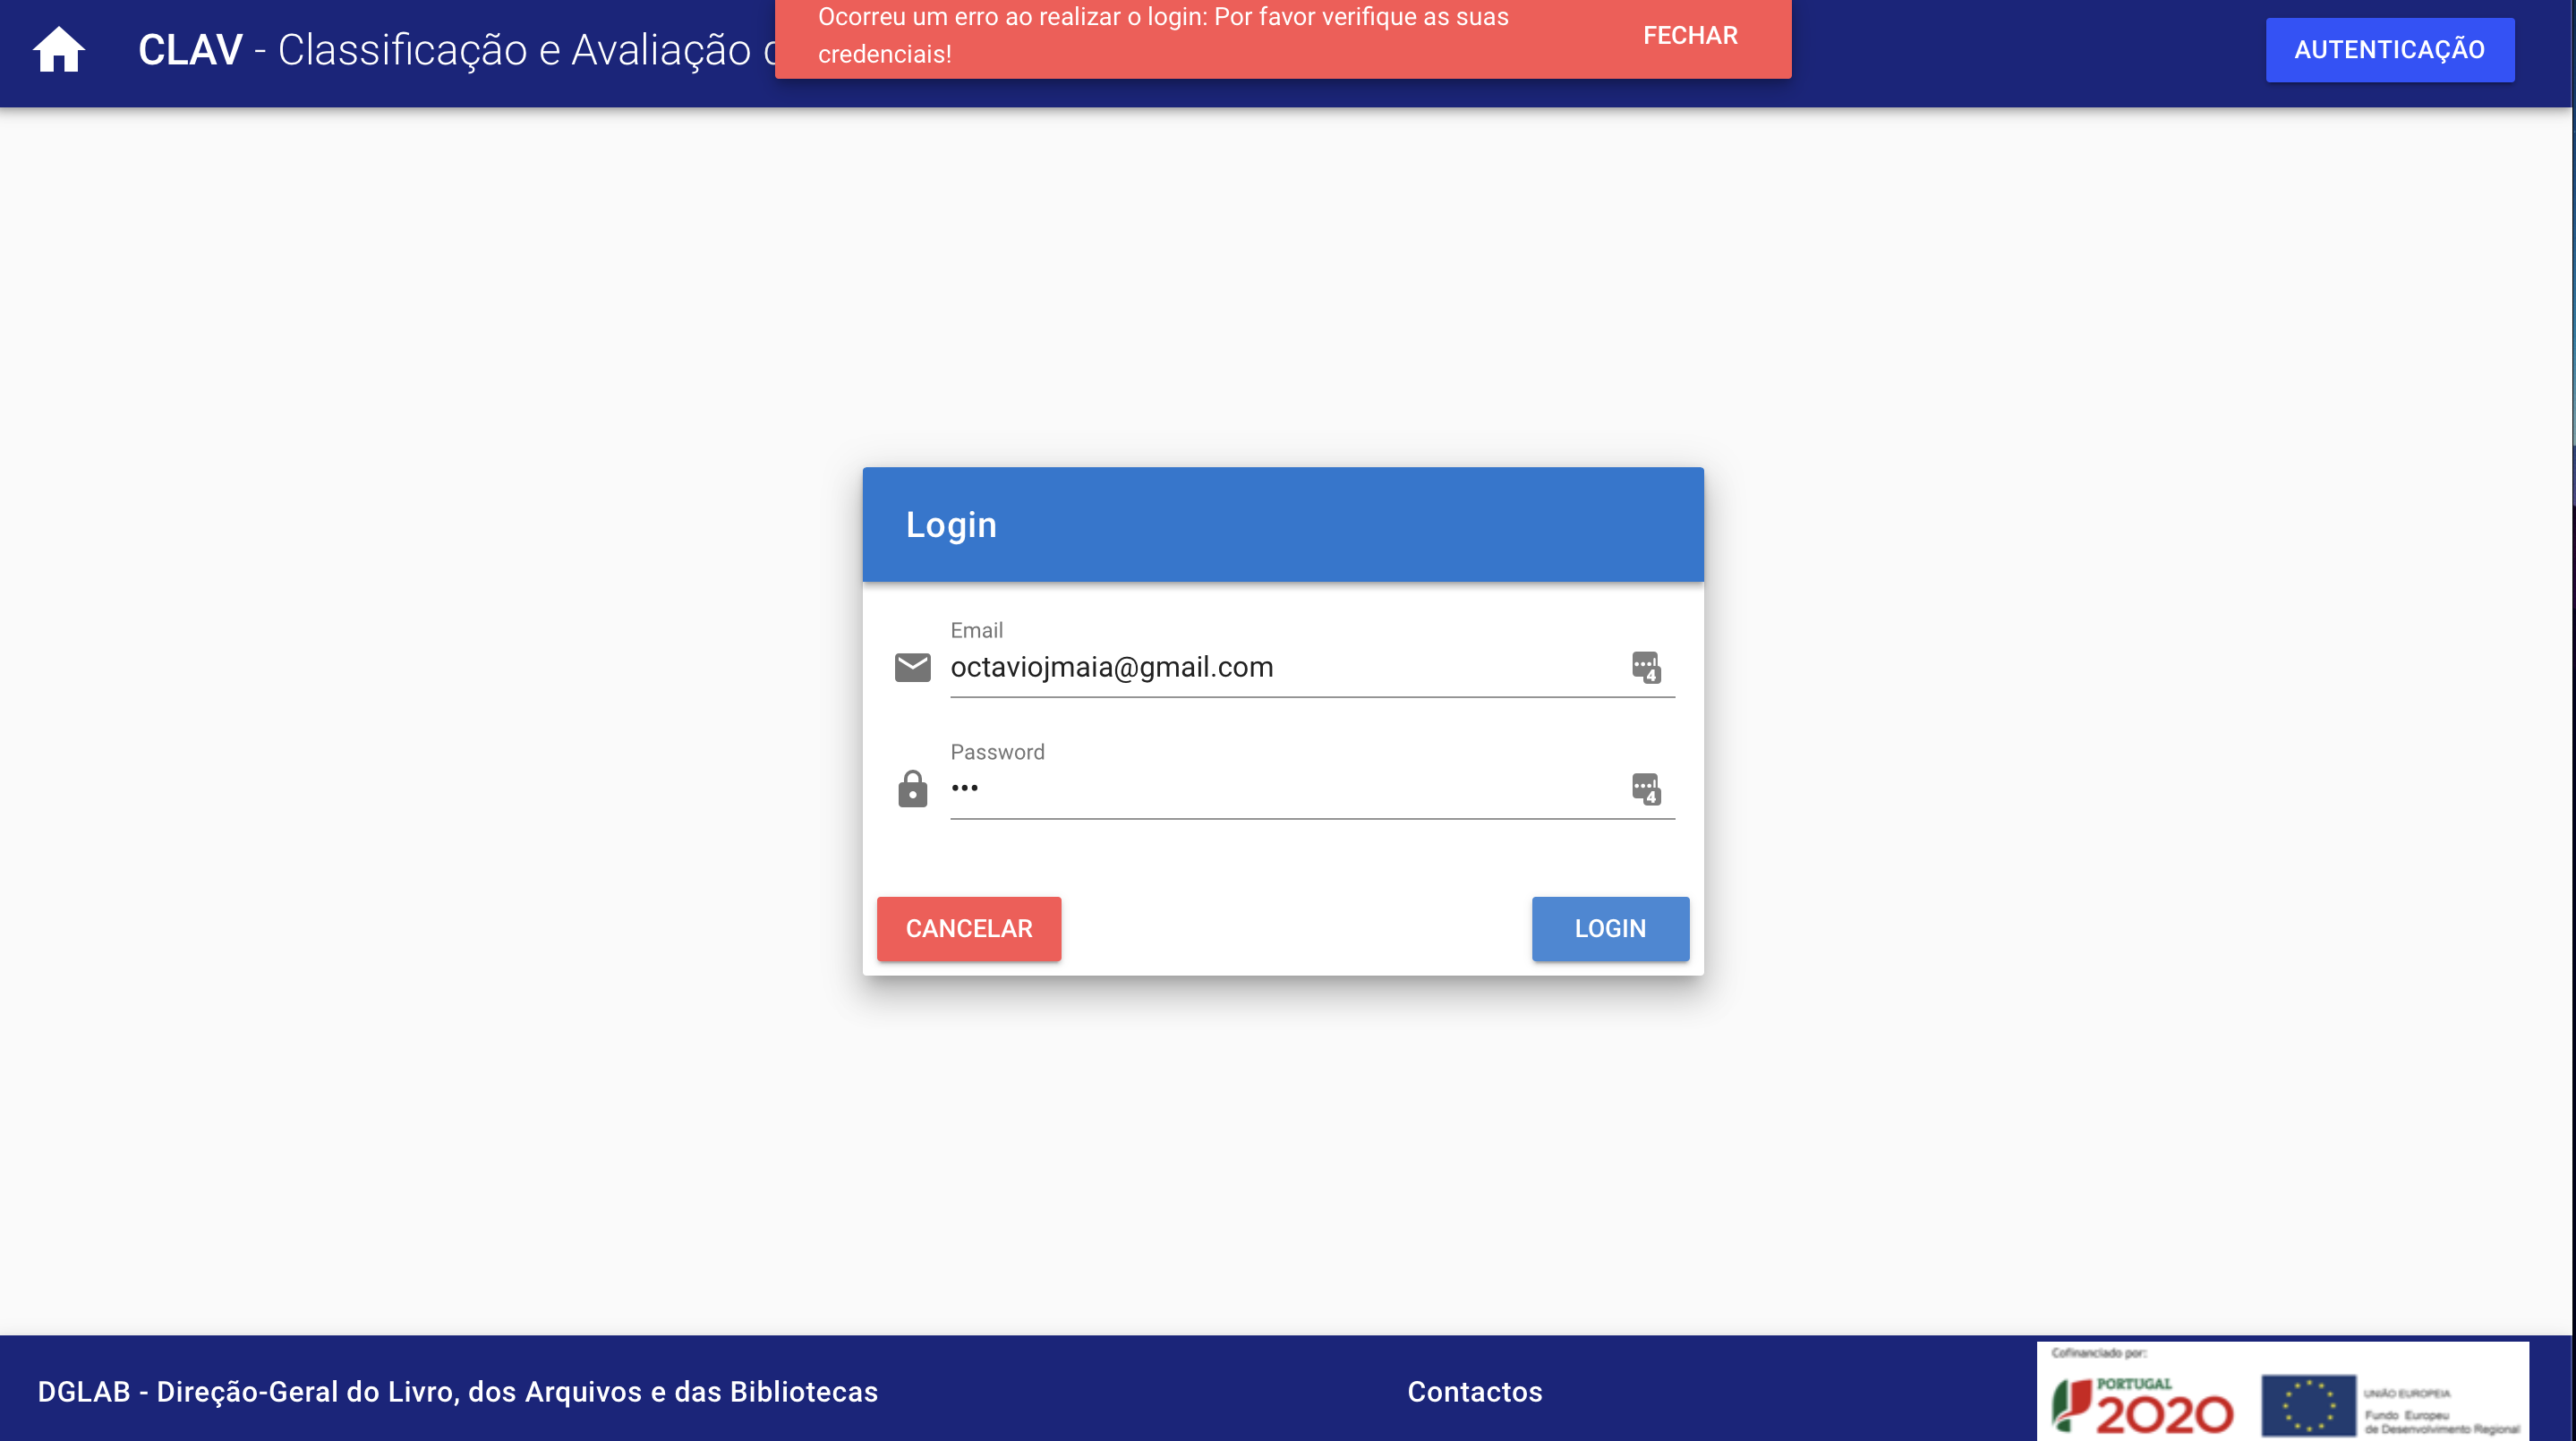 CLAV - Classificação e Avaliação
Ocorreu um erro ao realizar o login: Por favor verifique as suas
credenciais!
FECHAR
AUTENTICAÇÃO
Login
Email
octaviojmaia@gmail.com
4
Password
•••
4
CANCELAR
LOGIN
DGLAB - Direção-Geral do Livro, dos Arquivos e das Bibliotecas
Contactos
Cofinanciado por:
PORTUGAL
2020
UNIÃO EUROPEIA
Fundo Europeu
de Desenvolvimento Regional